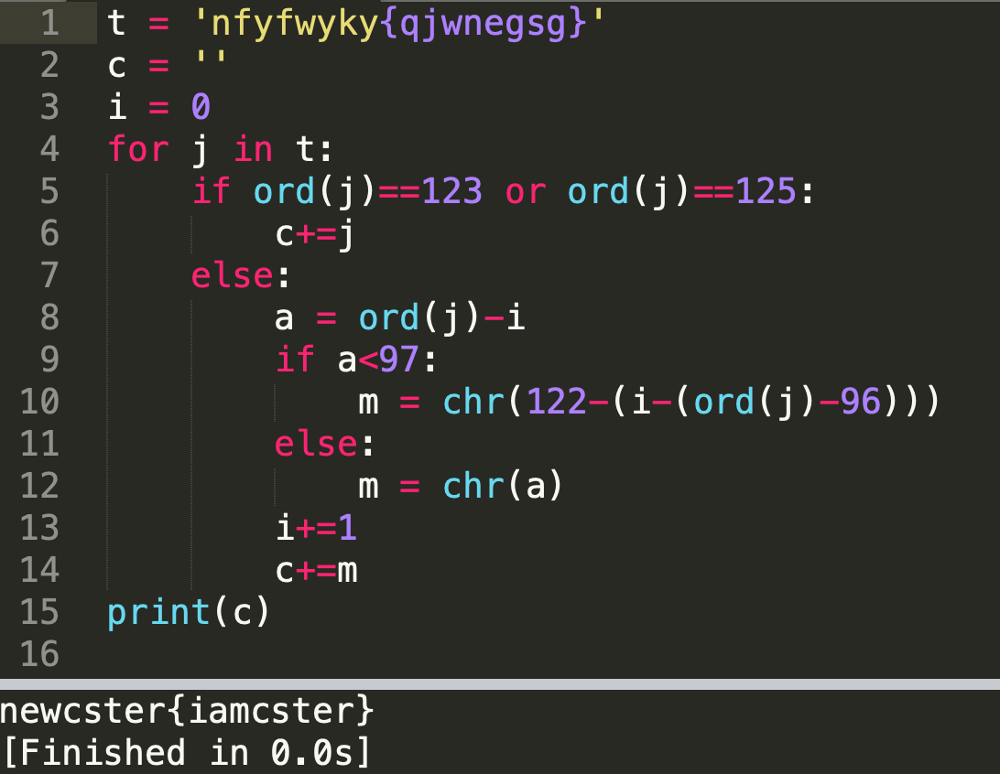 1 t = 'nfyfwyky{qjwnegsg}'
2 c = ''
3 i = 0
4 for j in t:
5     if ord(j)==123 or ord(j)==125:
6         c+=j
7     else:
8         a = ord(j)-i
9         if a<97:
10             m = chr(122-(i-(ord(j)-96)))
11         else:
12             m = chr(a)
13         i+=1
14         c+=m
15 print(c)
16
newcster{iamcster}
[Finished in 0.0s]